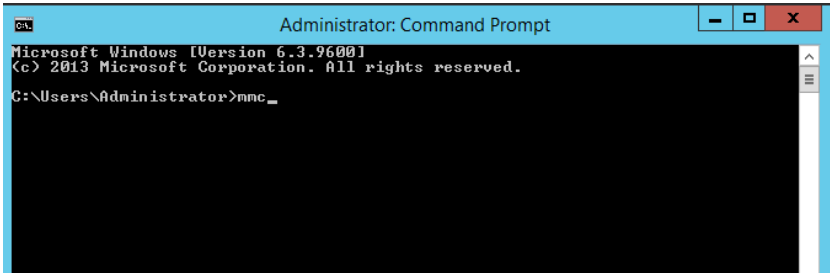 Administrator: Command Prompt
Microsoft Windows [Version 6.3.9600]
(c) 2013 Microsoft Corporation. All rights reserved.
C:\Users\Administrator>mmc_